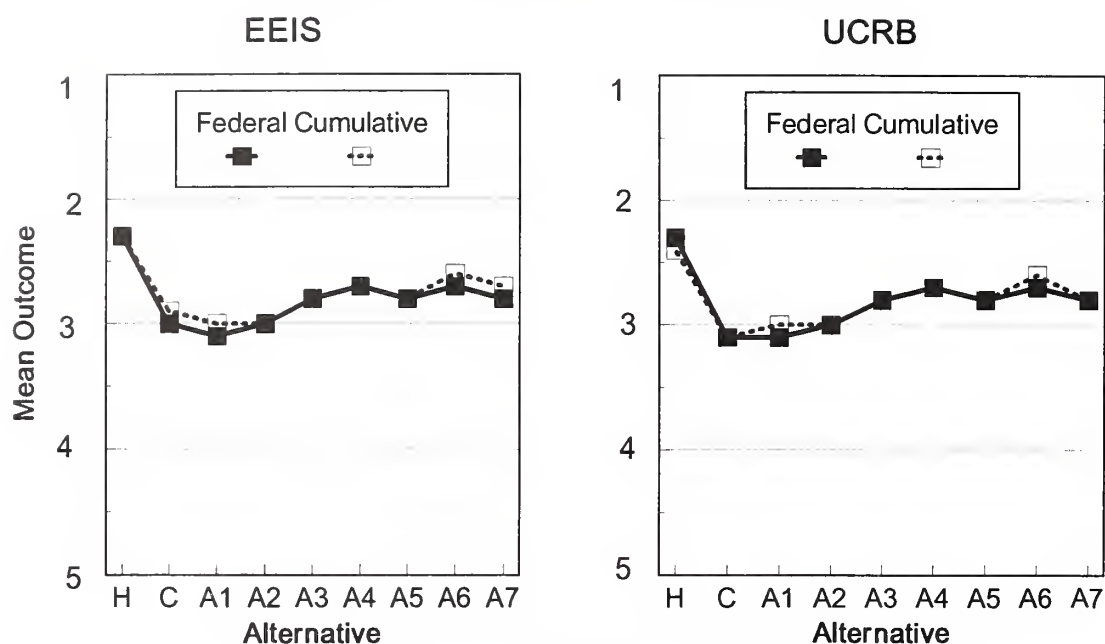 EEIS
UCRB
Federal Cumulative
Federal Cumulative
Mean Outcome
1
2
3
4
5
1
2
3
4
5
H C A1 A2 A3 A4 A5 A6 A7
H C A1 A2 A3 A4 A5 A6 A7
Alternative
Alternative